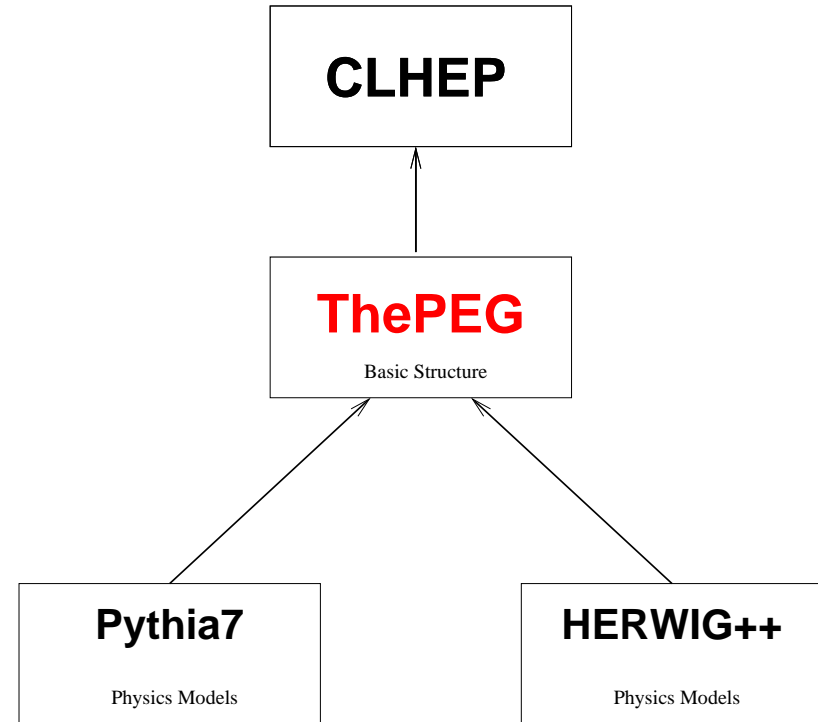 CLHEP
ThePEG
Basic Structure
Pythia7
Physics Models
HERWIG++
Physics Models